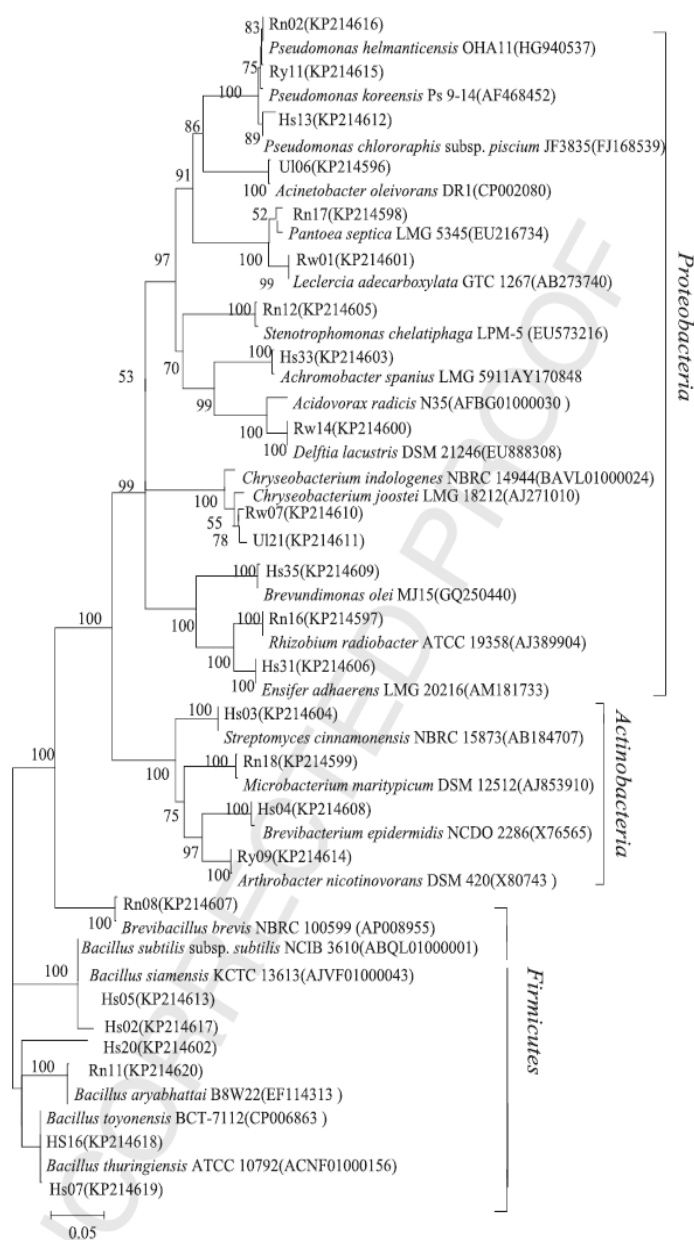 83
Rn02(KP214616)
Pseudomonas helmanticensis OHA11(HG940537)
75
Ry11(KP214615)
100
Pseudomonas koreensis Ps 9-14(AF468452)
Hs13(KP214612)
86
89
Pseudomonas chlororaphis subsp. piscium JF3835(FJ168539)
Ul06(KP214596)
91
100
Acinetobacter oleivorans DR1(CP002080)
52
Rn17(KP214598)
Pantoea septica LMG 5345(EU216734)
97
100
Rw01(KP214601)
99
Leclercia adecarboxylata GTC 1267(AB273740)
100
Rn12(KP214605)
Stenotrophomonas chelatiphaga LPM-5 (EU573216)
70
100
Hs33(KP214603)
Achromobacter spanius LMG 5911AY170848
53
99
Acidovorax radicis N35(AFBG01000030 )
100
Rw14(KP214600)
100
Delftia lacustris DSM 21246(EU888308)
Chryseobacterium indologenes NBRC 14944(BAVL01000024)
99
100
Chryseobacterium joostei LMG 18212(AJ271010)
Rw07(KP214610)
55
78
Ul21(KP214611)
100
Hs35(KP214609)
Brevundimonas olei MJ15(GQ250440)
100
100
100
Rn16(KP214597)
Rhizobium radiobacter ATCC 19358(AJ389904)
100
Hs31(KP214606)
100
Ensifer adhaerens LMG 20216(AM181733)
Proteobacteria
100
Hs03(KP214604)
Streptomyces cinnamonensis NBRC 15873(AB184707)
100
100
100
Rn18(KP214599)
Microbacterium maritypicum DSM 12512(AJ853910)
75
100
Hs04(KP214608)
Brevibacterium epidermidis NCDO 2286(X76565)
97
Ry09(KP214614)
100
Arthrobacter nicotinovorans DSM 420(X80743 )
Actinobacteria
Rn08(KP214607)
100
Brevibacillus brevis NBRC 100599 (AP008955)
Bacillus subtilis subsp. subtilis NCIB 3610(ABQL01000001)
100
Bacillus siamensis KCTC 13613(AJVF01000043)
Hs05(KP214613)
Hs02(KP214617)
Hs20(KP214602)
100
Rn11(KP214620)
Bacillus aryabhattai B8W22(EF114313 )
Bacillus toyonensis BCT-7112(CP006863 )
HS16(KP214618)
Bacillus thuringiensis ATCC 10792(ACNF01000156)
Hs07(KP214619)
Firmicutes
0.05
UNCORRECTED PROOF